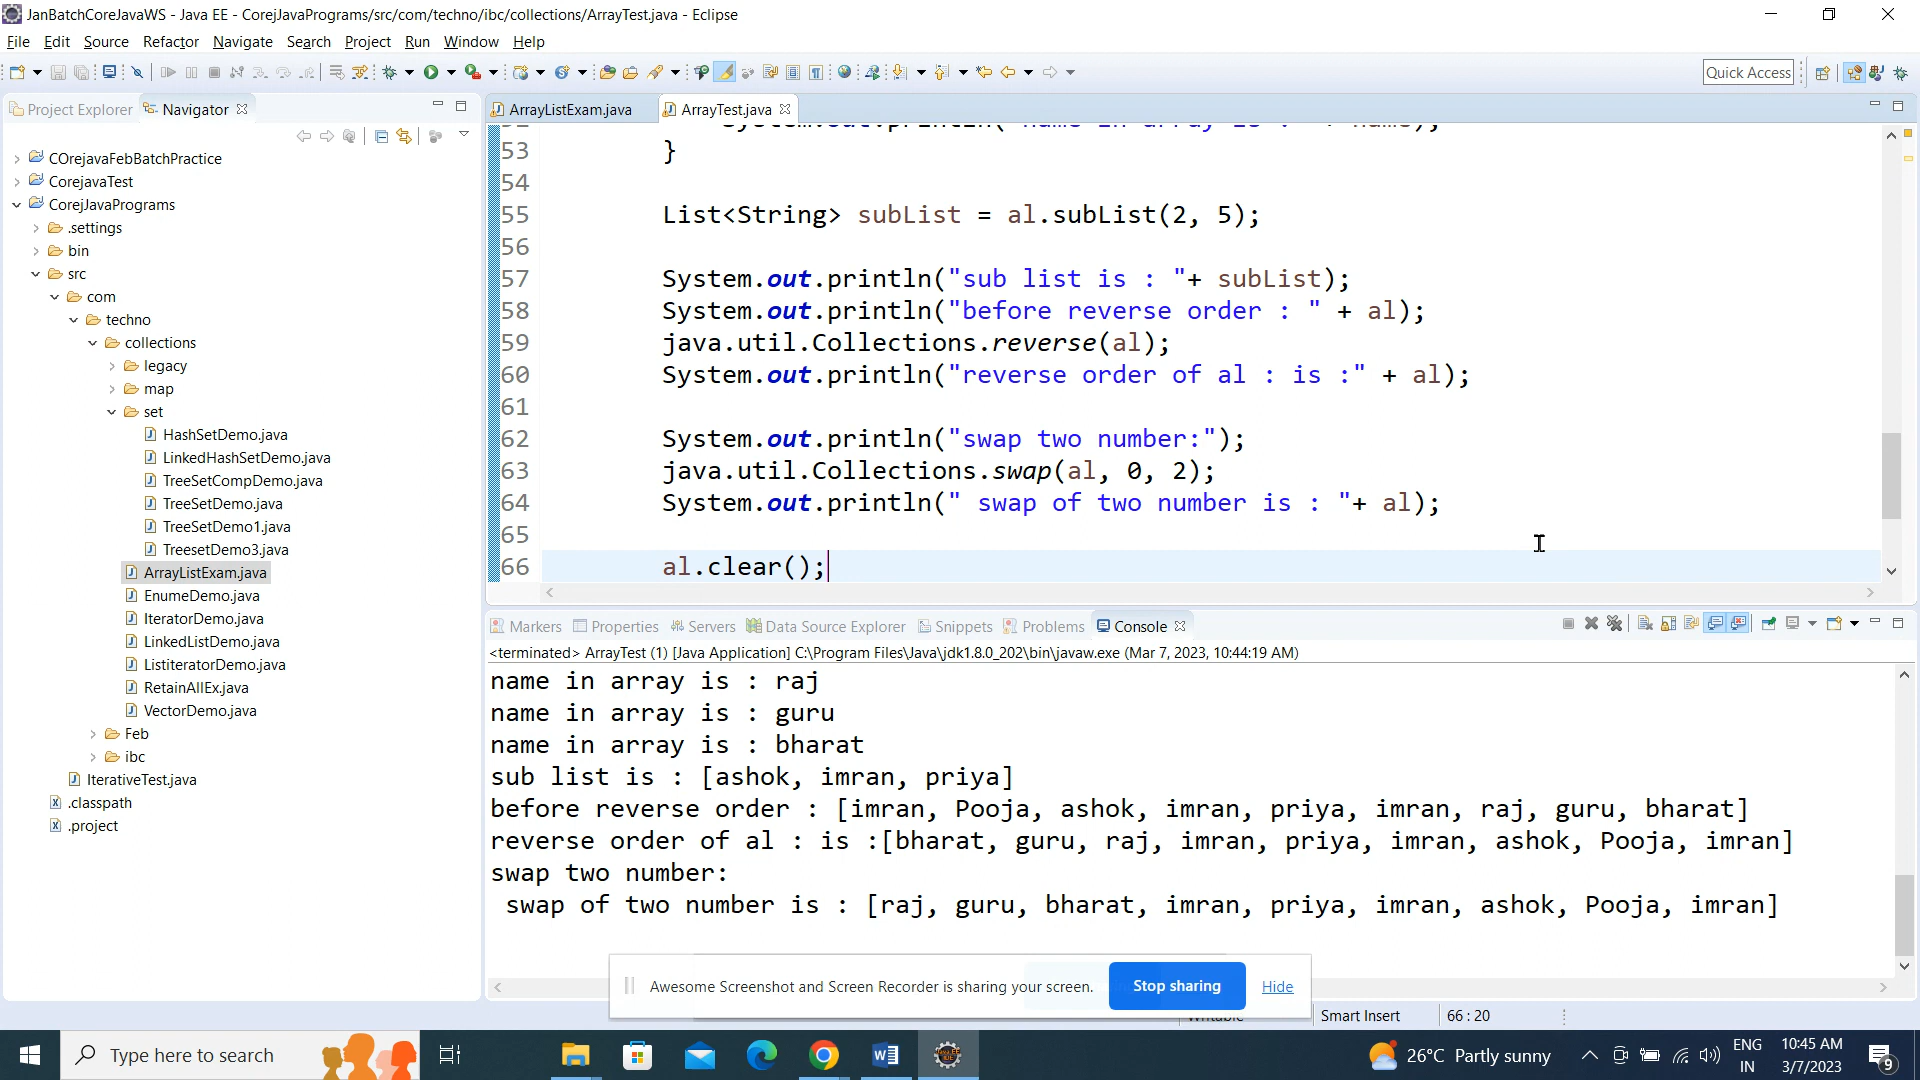 JanBatchCoreJavaWS - Java EE - CorejJavaPrograms/src/com/techno/ibc/collections/ArrayTest.java - Eclipse
File Edit Source Refactor Navigate Search Project Run Window Help
Quick Access
Project Explorer Navigator
COrejavaFebBatchPractice
CorejavaTest
CorejJavaPrograms
.settings
bin
src
com
techno
collections
legacy
map
set
HashSetDemo.java
LinkedHashSetDemo.java
TreeSetCompDemo.java
TreeSetDemo.java
TreeSetDemo1.java
TreesetDemo3.java
ArrayListExam.java
EnumeDemo.java
IteratorDemo.java
LinkedListDemo.java
ListiteratorDemo.java
RetainAllEx.java
VectorDemo.java
Feb
ibc
IterativeTest.java
.classpath
.project
ArrayListExam.java ArrayTest.java
53 }
54
55 List<String> subList = al.subList(2, 5);
56
57 System.out.println("sub list is : "+ subList);
58 System.out.println("before reverse order : " + al);
59 java.util.Collections.reverse(al);
60 System.out.println("reverse order of al : is :" + al);
61
62 System.out.println("swap two number:");
63 java.util.Collections.swap(al, 0, 2);
64 System.out.println(" swap of two number is : "+ al);
65
66 al.clear();
Markers Properties Servers Data Source Explorer Snippets Problems Console
<terminated> ArrayTest (1) [Java Application] C:\Program Files\Java\jdk1.8.0_202\bin\javaw.exe (Mar 7, 2023, 10:44:19 AM)
name in array is : raj
name in array is : guru
name in array is : bharat
sub list is : [ashok, imran, priya]
before reverse order : [imran, Pooja, ashok, imran, priya, imran, raj, guru, bharat]
reverse order of al : is :[bharat, guru, raj, imran, priya, imran, ashok, Pooja, imran]
swap two number:
 swap of two number is : [raj, guru, bharat, imran, priya, imran, ashok, Pooja, imran]
Awesome Screenshot and Screen Recorder is sharing your screen. Stop sharing Hide
Smart Insert 66 : 20
Type here to search
26°C Partly sunny
ENG
IN
10:45 AM
3/7/2023
9